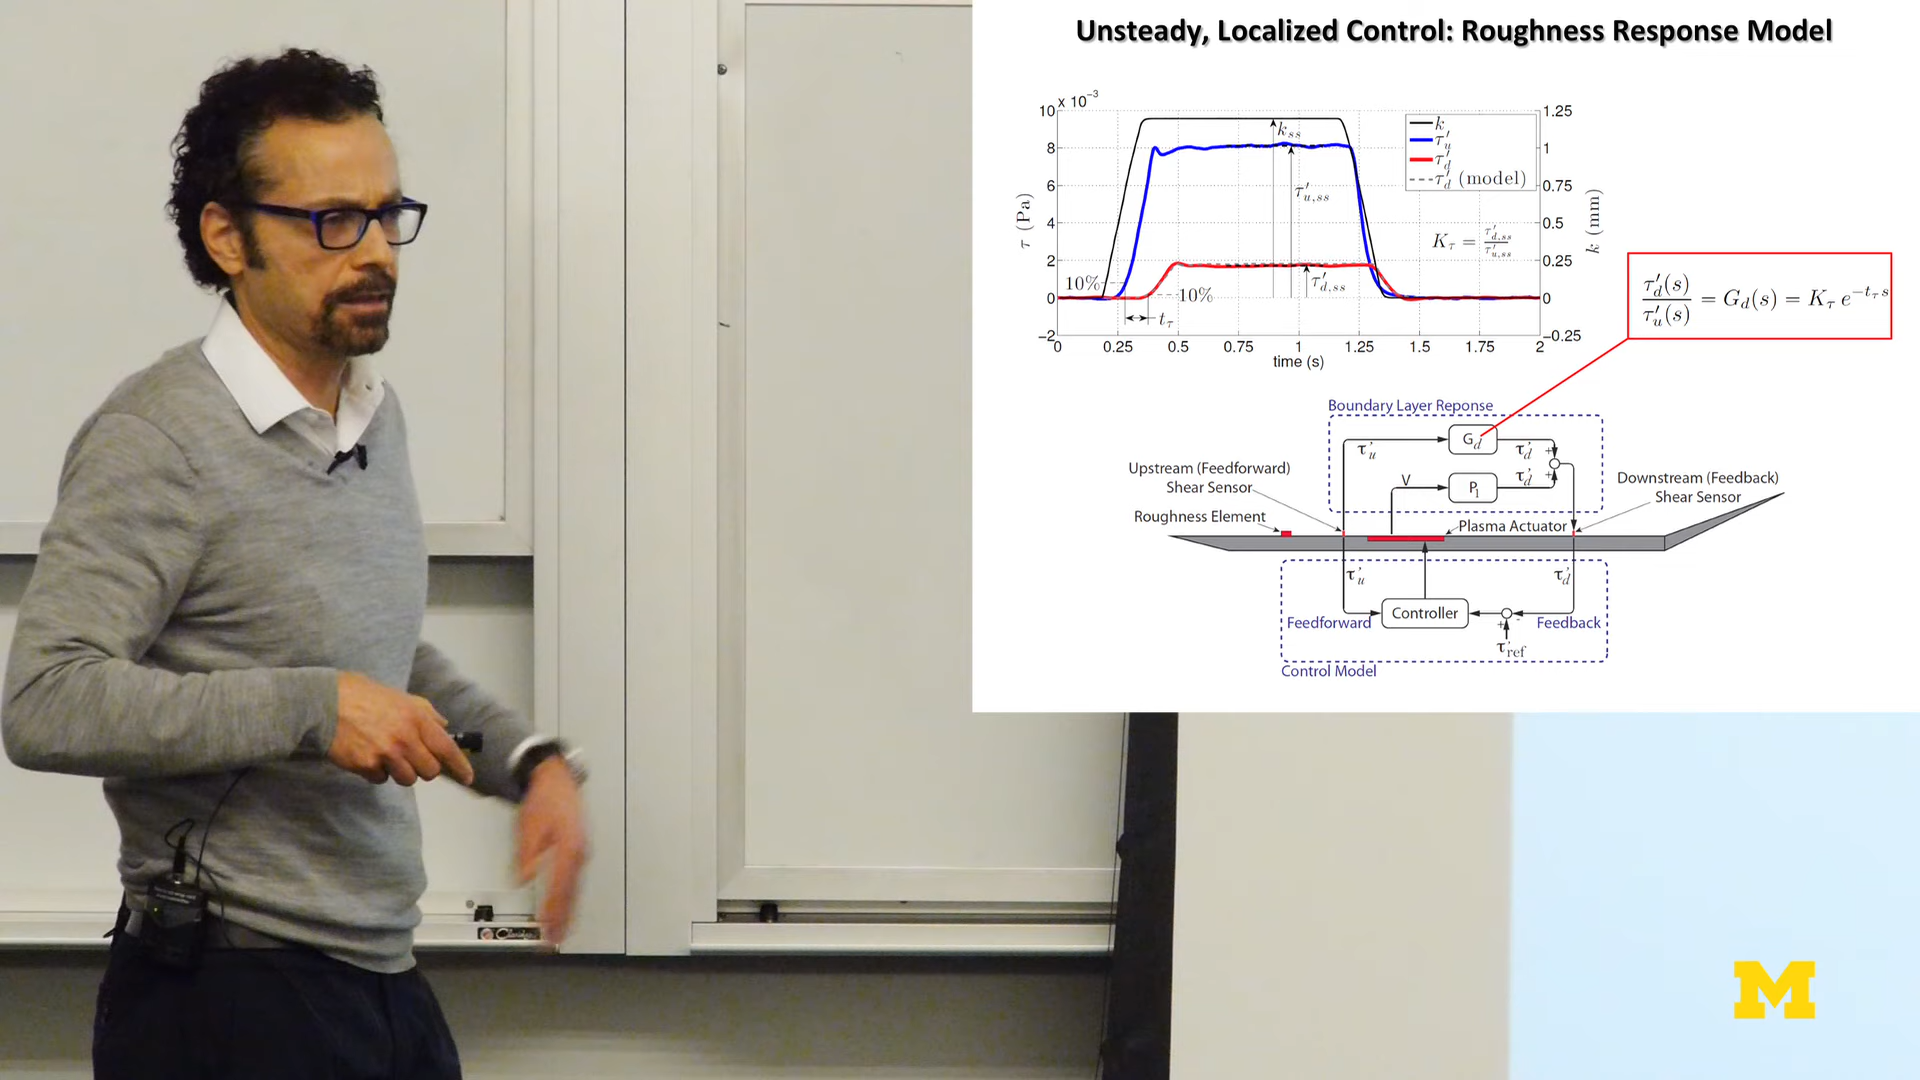 Unsteady, Localized Control: Roughness Response Model
10 x 10⁻³
8
6
4
2
0
−2
τ (Pa)
1.25
1
0.75
0.5
0.25
0
−0.25
k (mm)
0 0.25 0.5 0.75 1 1.25 1.5 1.75 2
time (s)
k
τ'u
τ'd
τ'd (model)
kss
τ'u,ss
τ'd,ss
Kτ = τ'd,ss / τ'u,ss
10%
10%
tτ
τ'd(s) / τ'u(s) = Gd(s) = Kτ e^−tτ s
Boundary Layer Reponse
τ'u
Gd
τ'd
+
V
P1
τ'd
+
Upstream (Feedforward)
Shear Sensor
Downstream (Feedback)
Shear Sensor
Roughness Element
Plasma Actuator
τ'u
τ'd
Controller
Feedforward
Feedback
+
-
τ'ref
Control Model
M